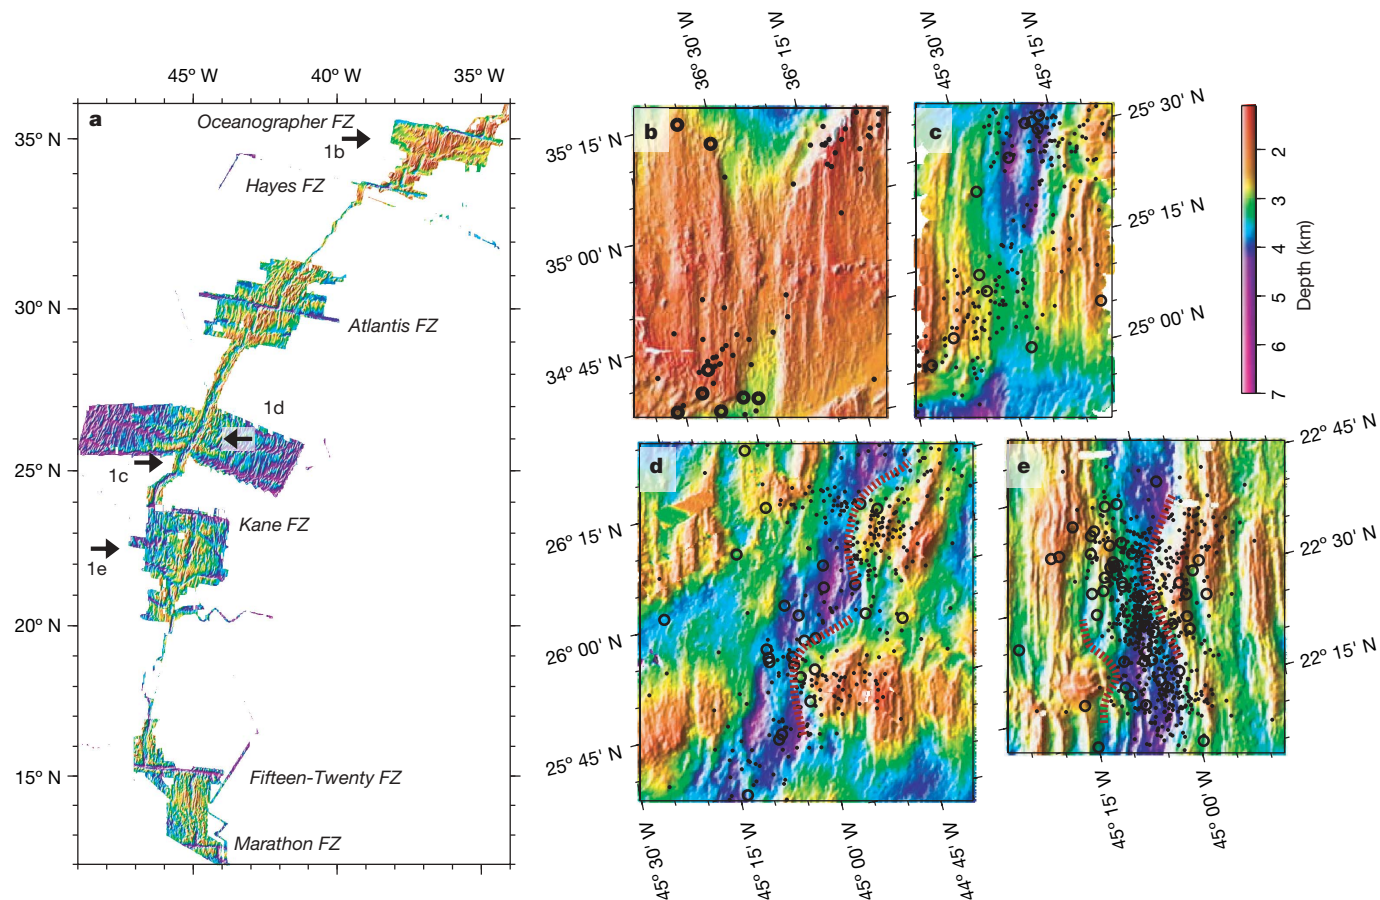 45° W
40° W
35° W
a
35° N
30° N
25° N
20° N
15° N
Oceanographer FZ
1b
Hayes FZ
Atlantis FZ
1d
1c
Kane FZ
1e
Fifteen-Twenty FZ
Marathon FZ
36° 30' W
36° 15' W
b
35° 15' N
35° 00' N
34° 45' N
45° 30' W
45° 15' W
c
25° 30' N
25° 15' N
25° 00' N
2
3
4
5
6
7
Depth (km)
d
26° 15' N
26° 00' N
25° 45' N
45° 30' W
45° 15' W
45° 00' W
44° 45' W
e
22° 45' N
22° 30' N
22° 15' N
45° 15' W
45° 00' W